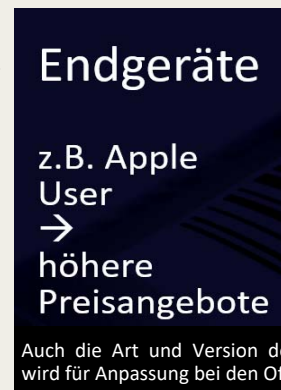 Endgeräte
z.B. Apple
User
→
höhere
Preisangebote
Auch die Art und Version
wird für Anpassung bei den